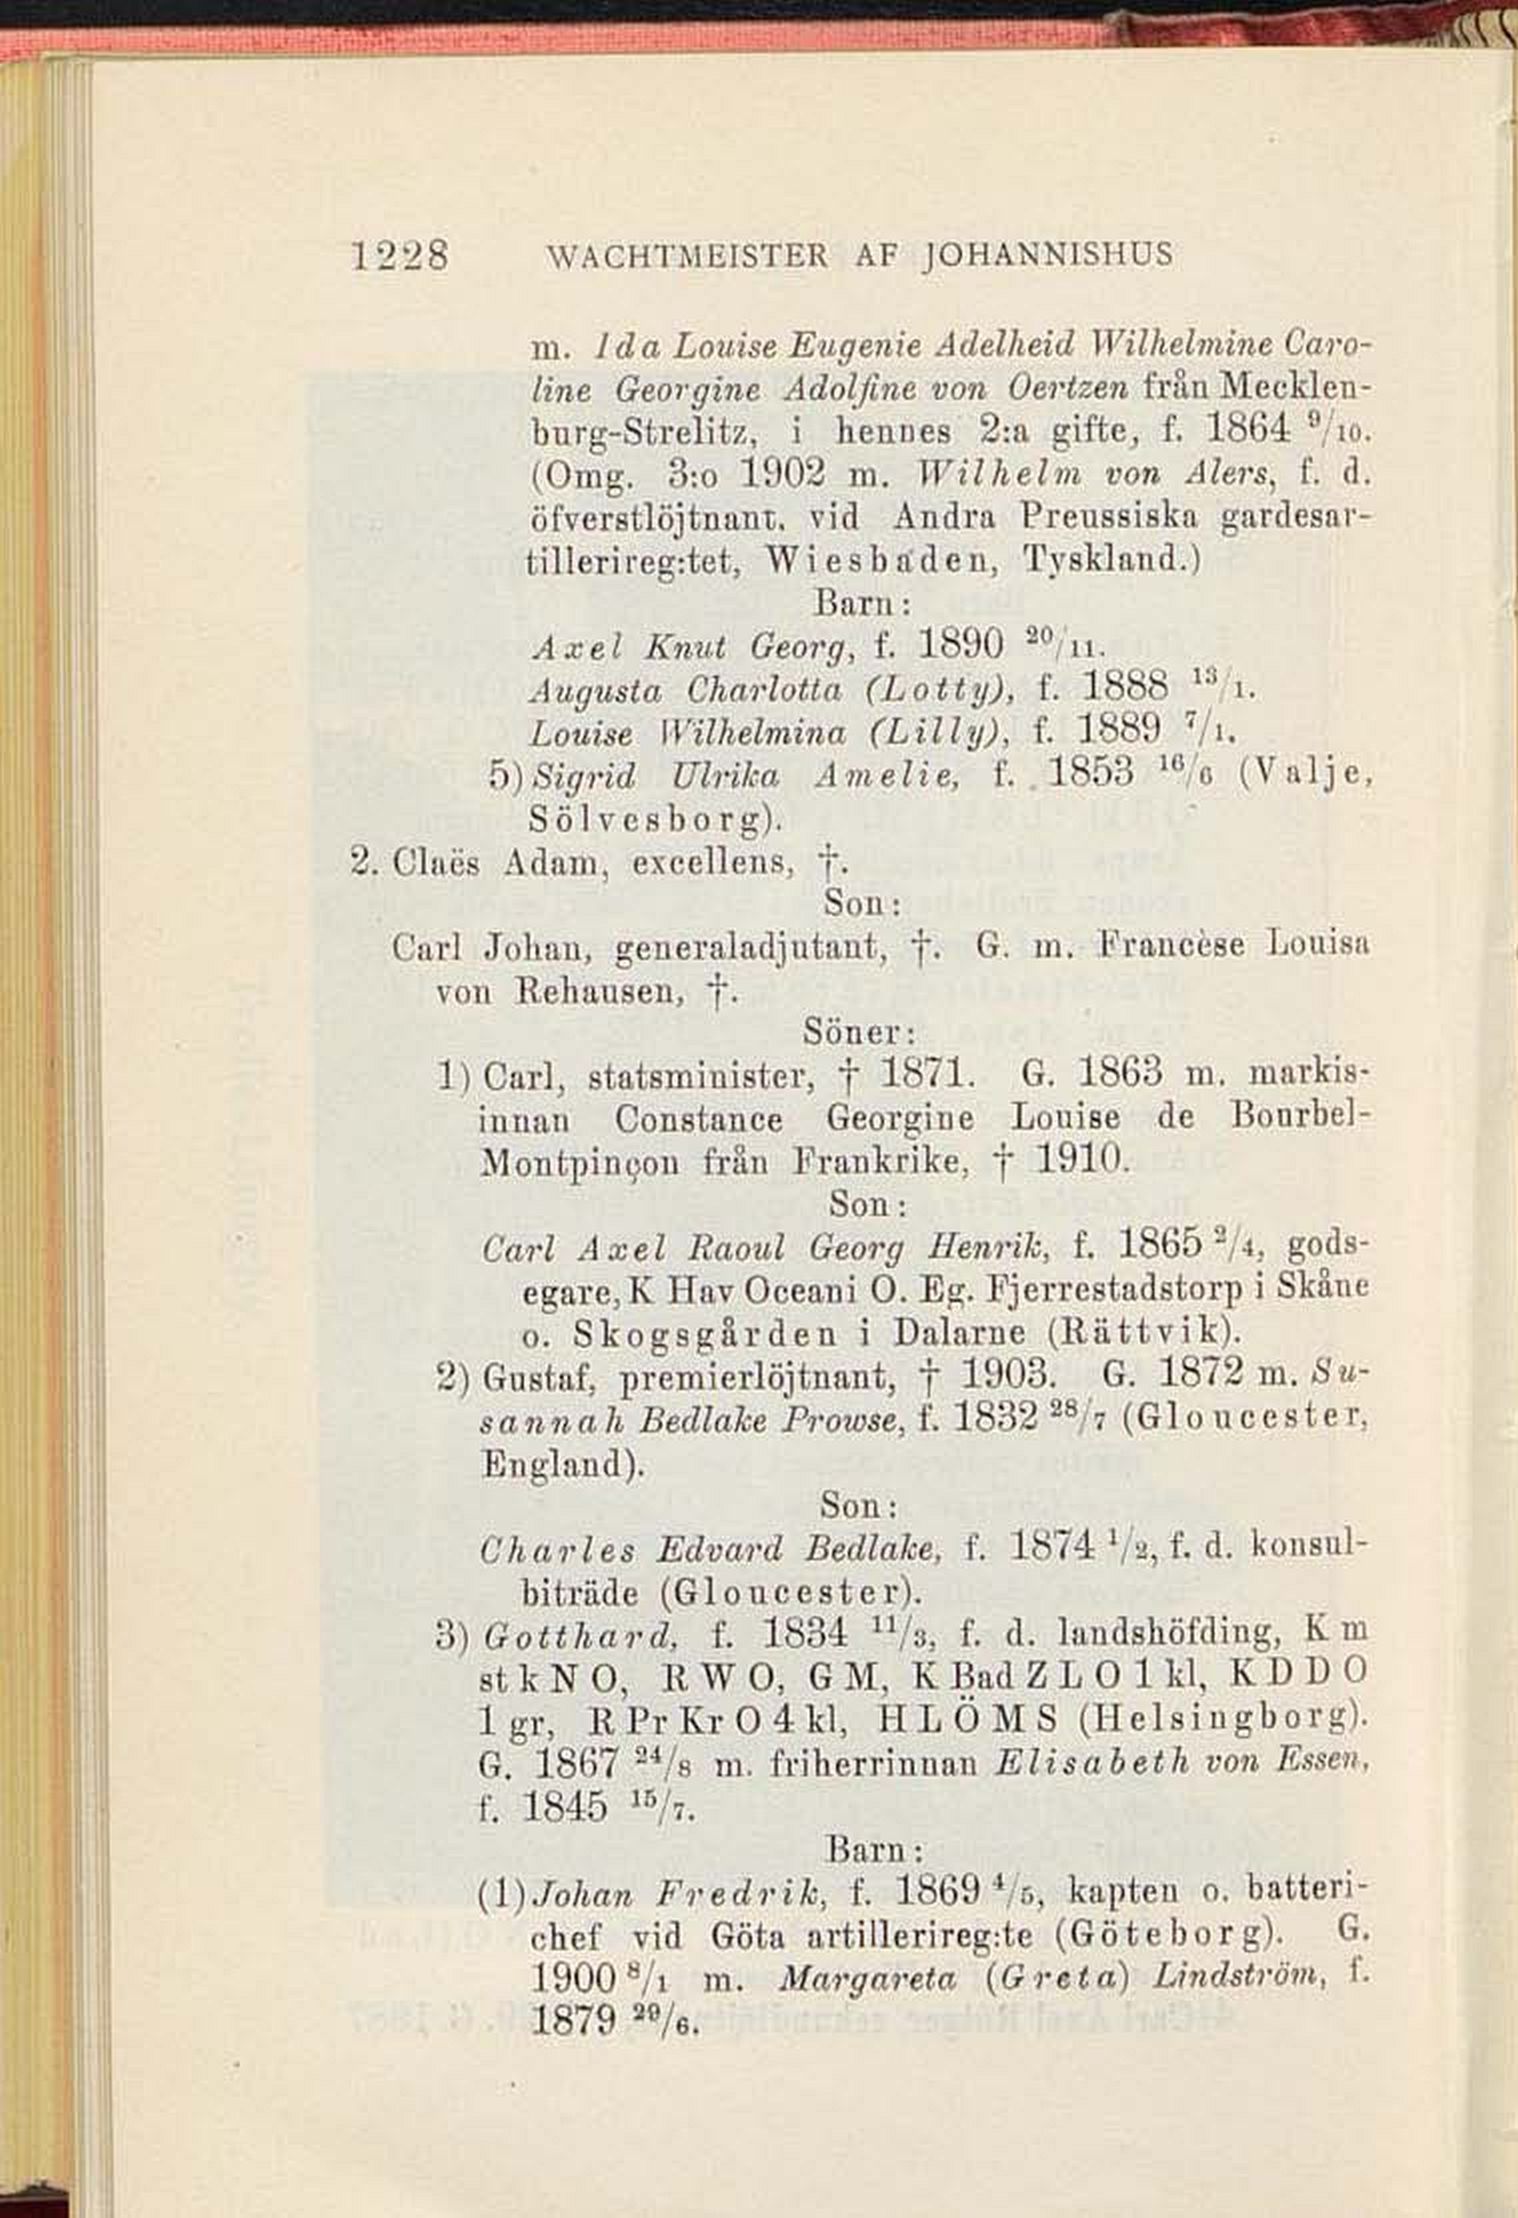 1228 WACHTMEISTER AF JOHANNISHUS
m. Ida Louise Eugenie Adelheid Wilhelmine Caro-
line Georgine Adolfine von Oertzen från Mecklen-
burg-Strelitz, i hennes 2:a gifte, f. 1864 9/10.
(Omg. 3:o 1902 m. Wilhelm von Alers, f. d.
öfverstlöjtnant. vid Andra Preussiska gardesar-
tillerireg:tet, Wiesbaden, Tyskland.)
Barn:
Axel Knut Georg, f. 1890 20/11.
Augusta Charlotta (Lotty), f. 1888 13/1.
Louise Wilhelmina (Lilly), f. 1889 7/1.
5) Sigrid Ulrika Amelie, f. 1853 16/6 (Valje,
Sölvesborg).
2. Claës Adam, excellens, †.
Son:
Carl Johan, generaladjutant, †. G. m. Francèse Louisa
von Rehausen, †.
Söner:
1) Carl, statsminister, † 1871. G. 1863 m. markis-
innan Constance Georgine Louise de Bourbel-
Montpinçon från Frankrike, † 1910.
Son:
Carl Axel Raoul Georg Henrik, f. 1865 2/4, gods-
egare, K Hav Oceani O. Eg. Fjerrestadstorp i Skåne
o. Skogsgården i Dalarne (Rättvik).
2) Gustaf, premierlöjtnant, † 1903. G. 1872 m. Su-
sannah Bedlake Prowse, f. 1832 28/7 (Gloucester,
England).
Son:
Charles Edvard Bedlake, f. 1874 1/2, f. d. konsul-
biträde (Gloucester).
3) Gotthard, f. 1834 11/3, f. d. landshöfding, K m
st k N O, R W O, G M, K Bad Z L O 1 kl, K D D O
1 gr, R Pr Kr O 4 kl, H L Ö M S (Helsingborg).
G. 1867 24/8 m. friherrinnan Elisabeth von Essen,
f. 1845 15/7.
Barn:
(1) Johan Fredrik, f. 1869 4/5, kapten o. batteri-
chef vid Göta artillerireg:te (Göteborg). G.
1900 8/1 m. Margareta (Greta) Lindström, f.
1879 29/6.